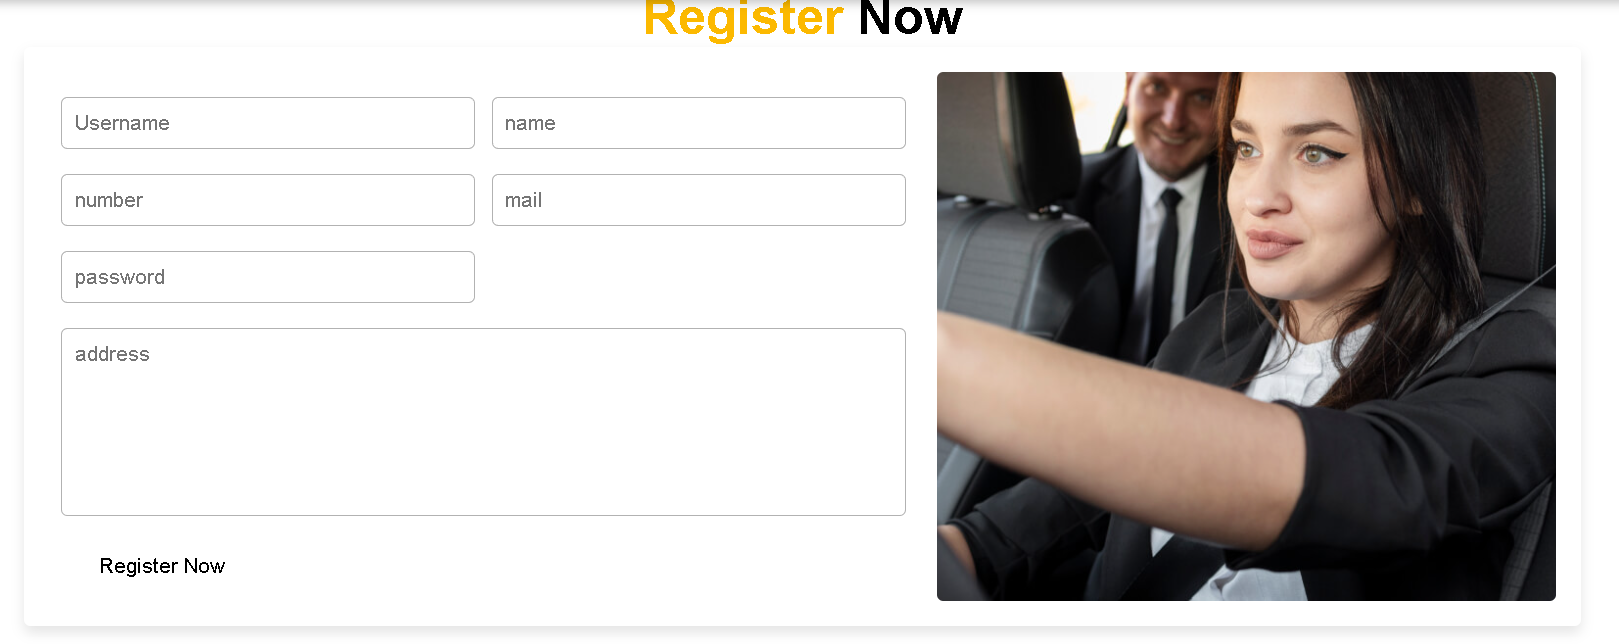 Register Now
Username
name
number
mail
password
address
Register Now